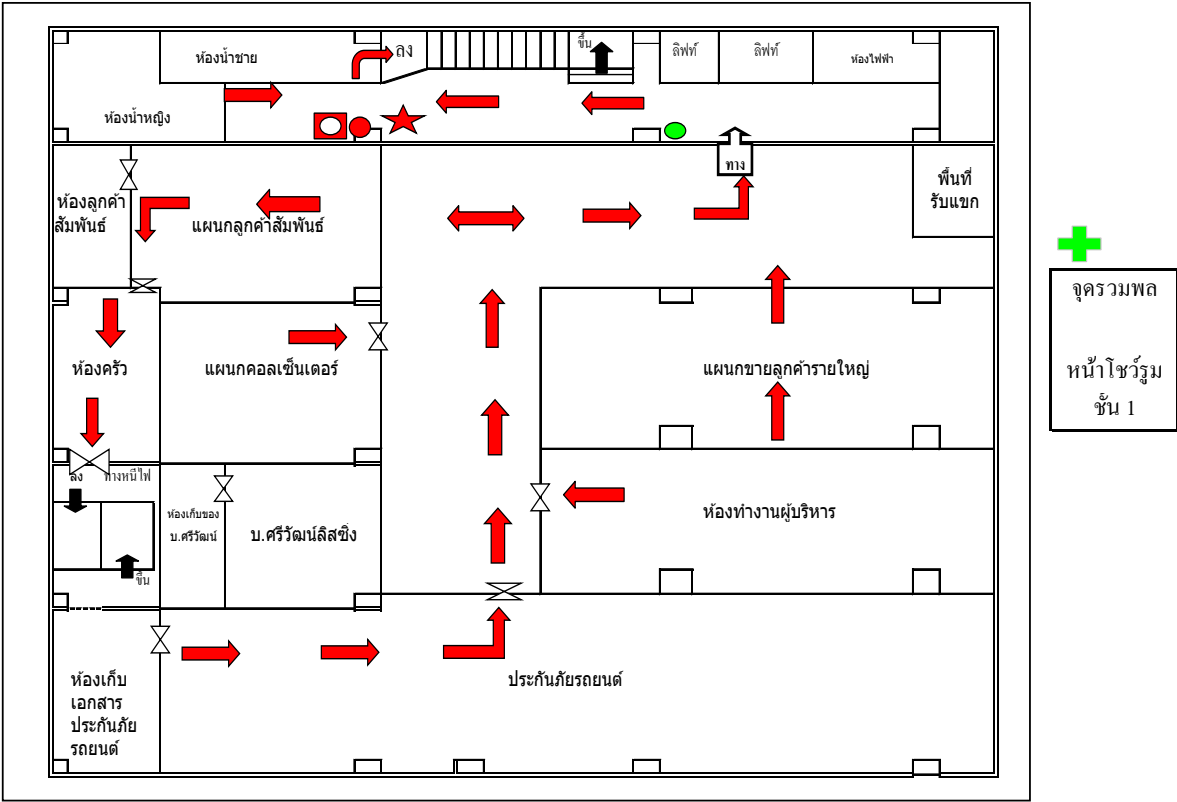 ห้องน้ำชาย
ลง
ขึ้น
ลิฟท์
ลิฟท์
ห้องไฟฟ้า
ห้องน้ำหญิง
ทาง
พื้นที่
รับแขก
ห้องลูกค้า
สัมพันธ์
แผนกลูกค้าสัมพันธ์
จุดรวมพล
หน้าโชว์รูม
ชั้น 1
ห้องครัว
แผนกคอลเซ็นเตอร์
แผนกขายลูกค้ารายใหญ่
ลง
ทางหนีไฟ
ห้องเก็บของ
บ.ศรีวัฒน์
บ.ศรีวัฒน์ลิสซิ่ง
ห้องทำงานผู้บริหาร
ขึ้น
ห้องเก็บ
เอกสาร
ประกันภัย
รถยนต์
ประกันภัยรถยนต์